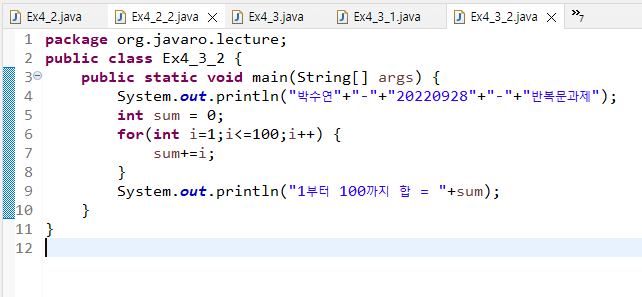 Ex4_2.java Ex4_2_2.java Ex4_3.java Ex4_3_1.java Ex4_3_2.java »7
1 package org.javaro.lecture;
2 public class Ex4_3_2 {
3 public static void main(String[] args) {
4 System.out.println("박수연"+"-"+"20220928"+"-"+"반복문과제");
5 int sum = 0;
6 for(int i=1;i<=100;i++) {
7 sum+=i;
8 }
9 System.out.println("1부터 100까지 합 = "+sum);
10 }
11 }
12